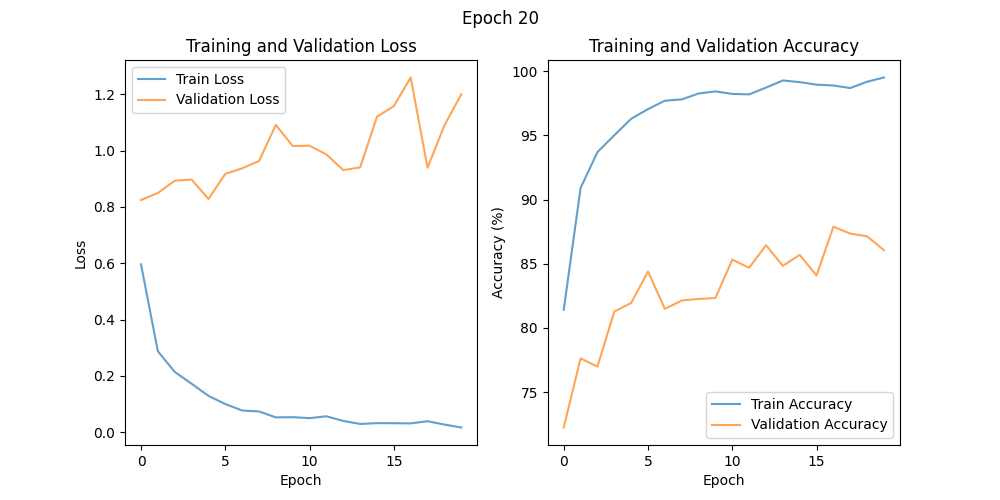 Epoch 20
Training and Validation Loss
Train Loss
Validation Loss
1.2
1.0
0.8
0.6
0.4
0.2
0.0
Loss
0
5
10
15
Epoch
Training and Validation Accuracy
100
95
90
85
80
75
Accuracy (%)
Train Accuracy
Validation Accuracy
0
5
10
15
Epoch